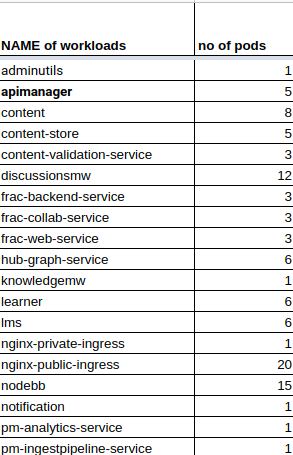 NAME of workloads no of pods
adminutils 1
apimanager 5
content 8
content-store 5
content-validation-service 3
discussionsmw 12
frac-backend-service 3
frac-collab-service 3
frac-web-service 3
hub-graph-service 6
knowledgemw 1
learner 6
lms 6
nginx-private-ingress 1
nginx-public-ingress 20
nodebb 15
notification 1
pm-analytics-service 1
pm-ingestpipeline-service 1